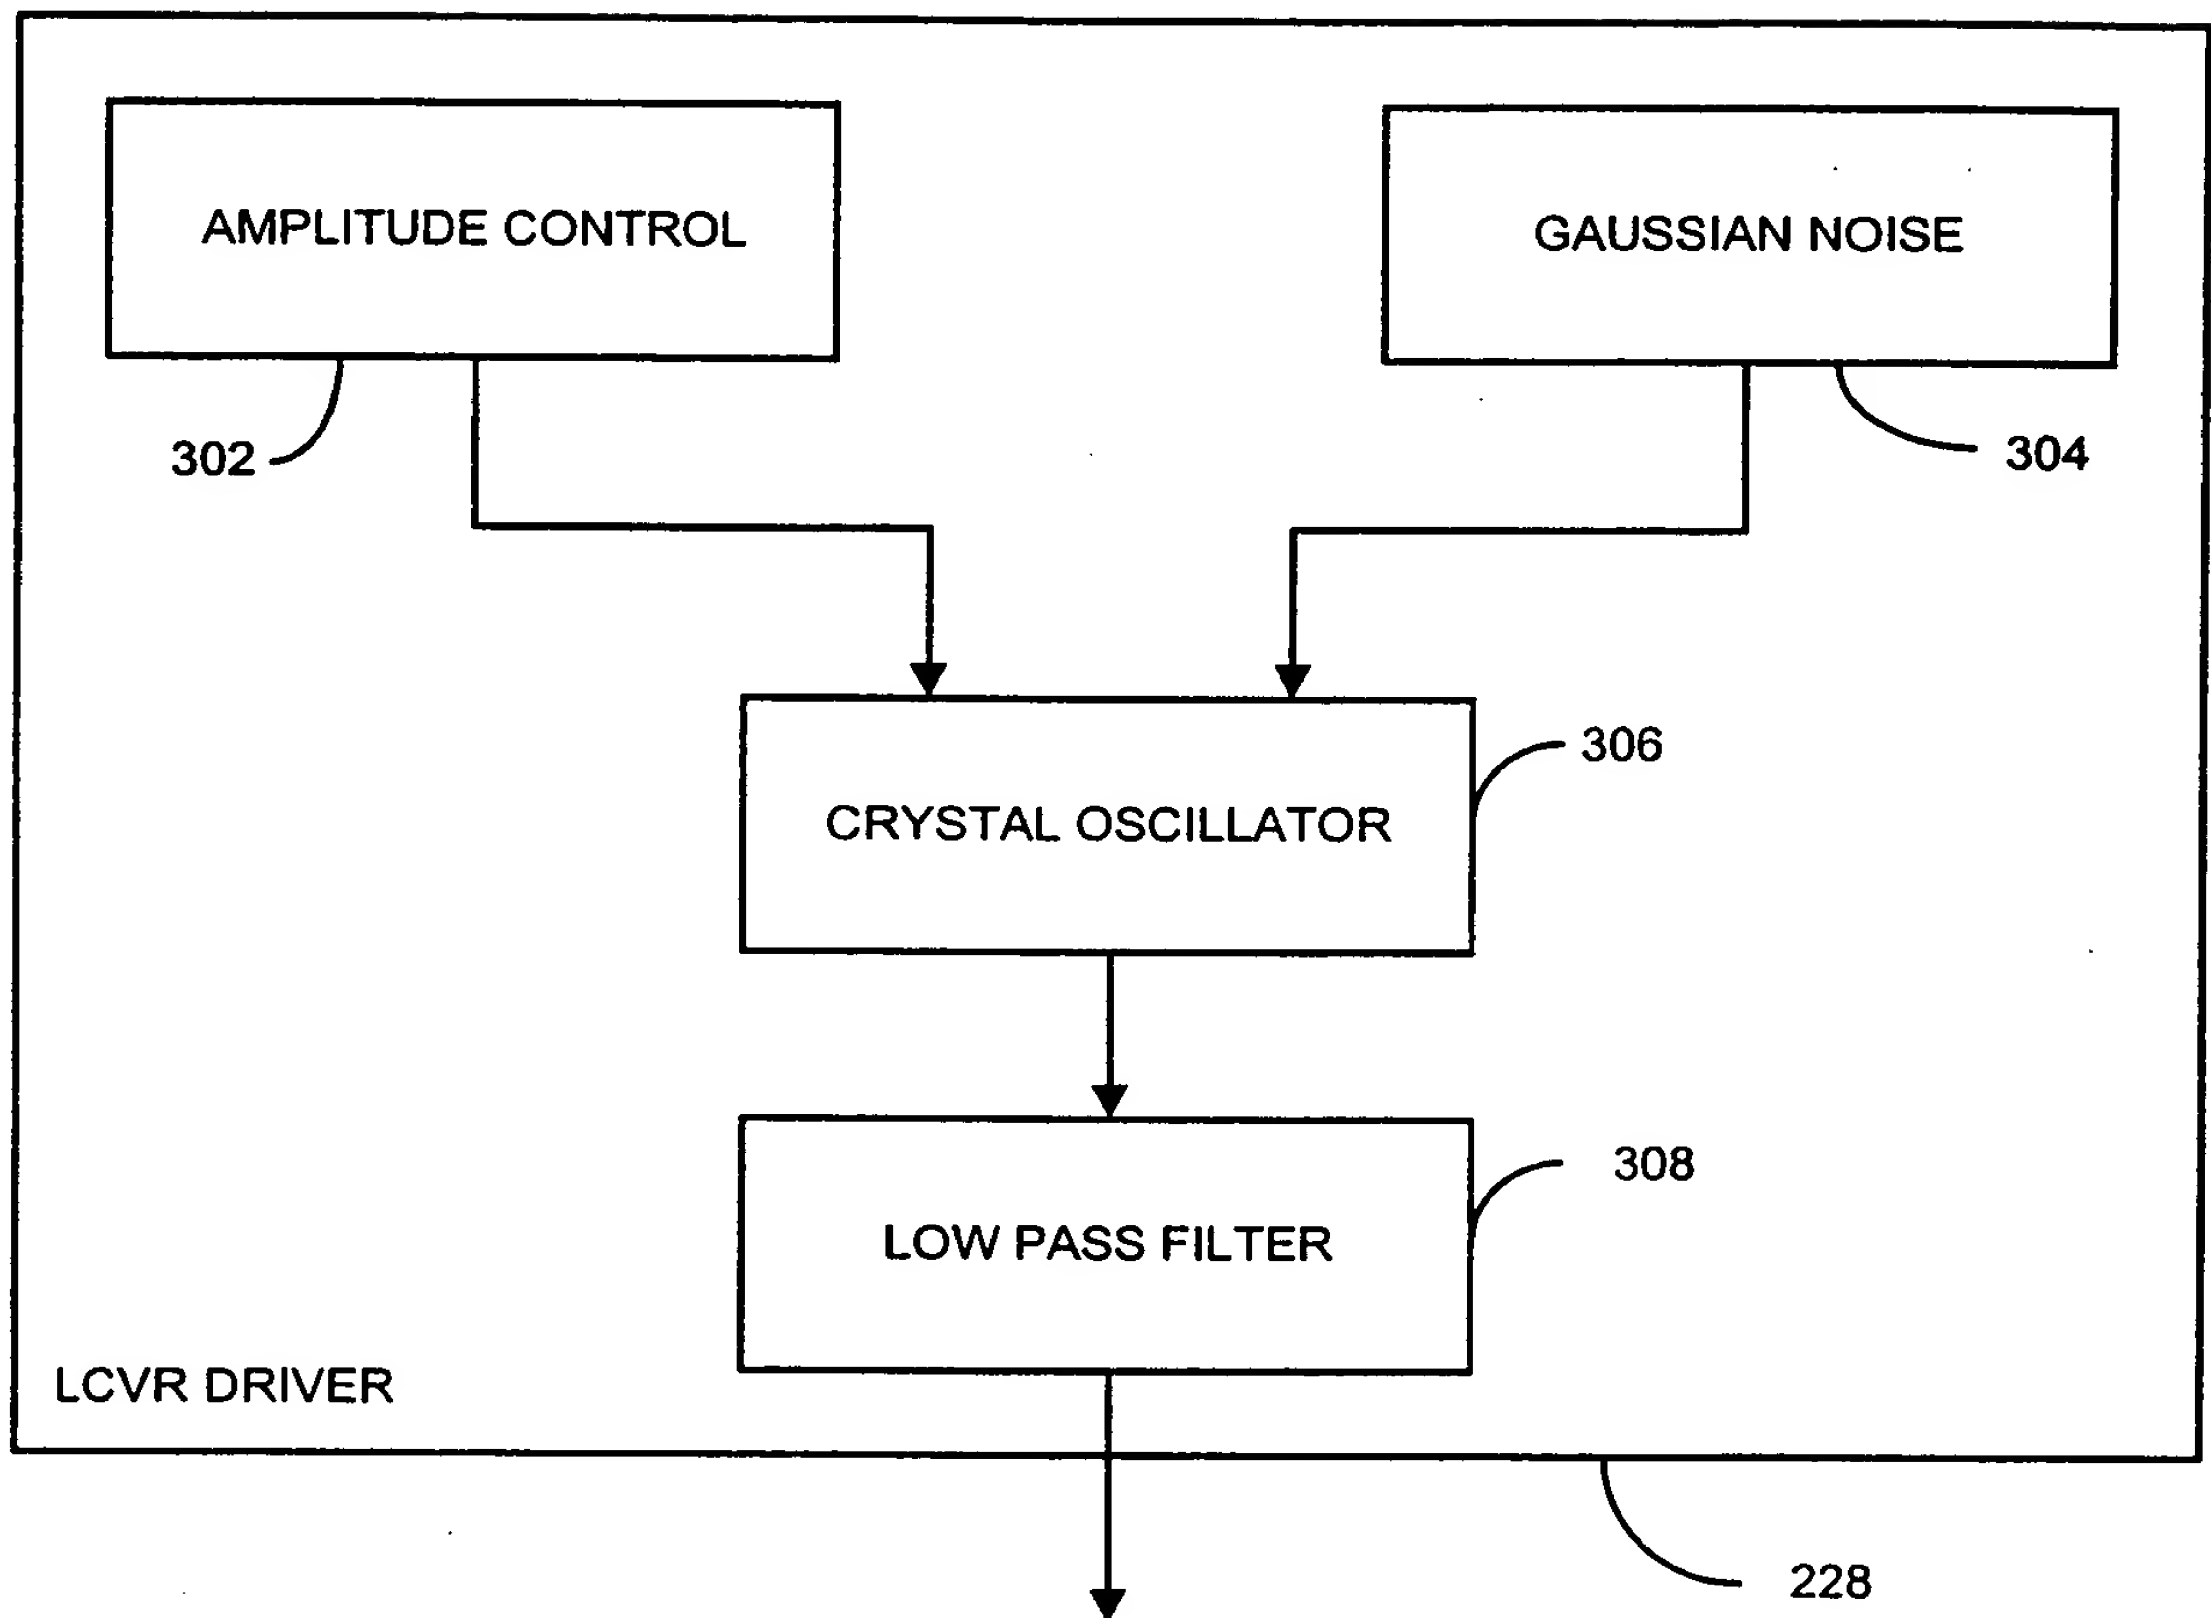 AMPLITUDE CONTROL
GAUSSIAN NOISE
302
304
306
CRYSTAL OSCILLATOR
308
LOW PASS FILTER
LCVR DRIVER
228